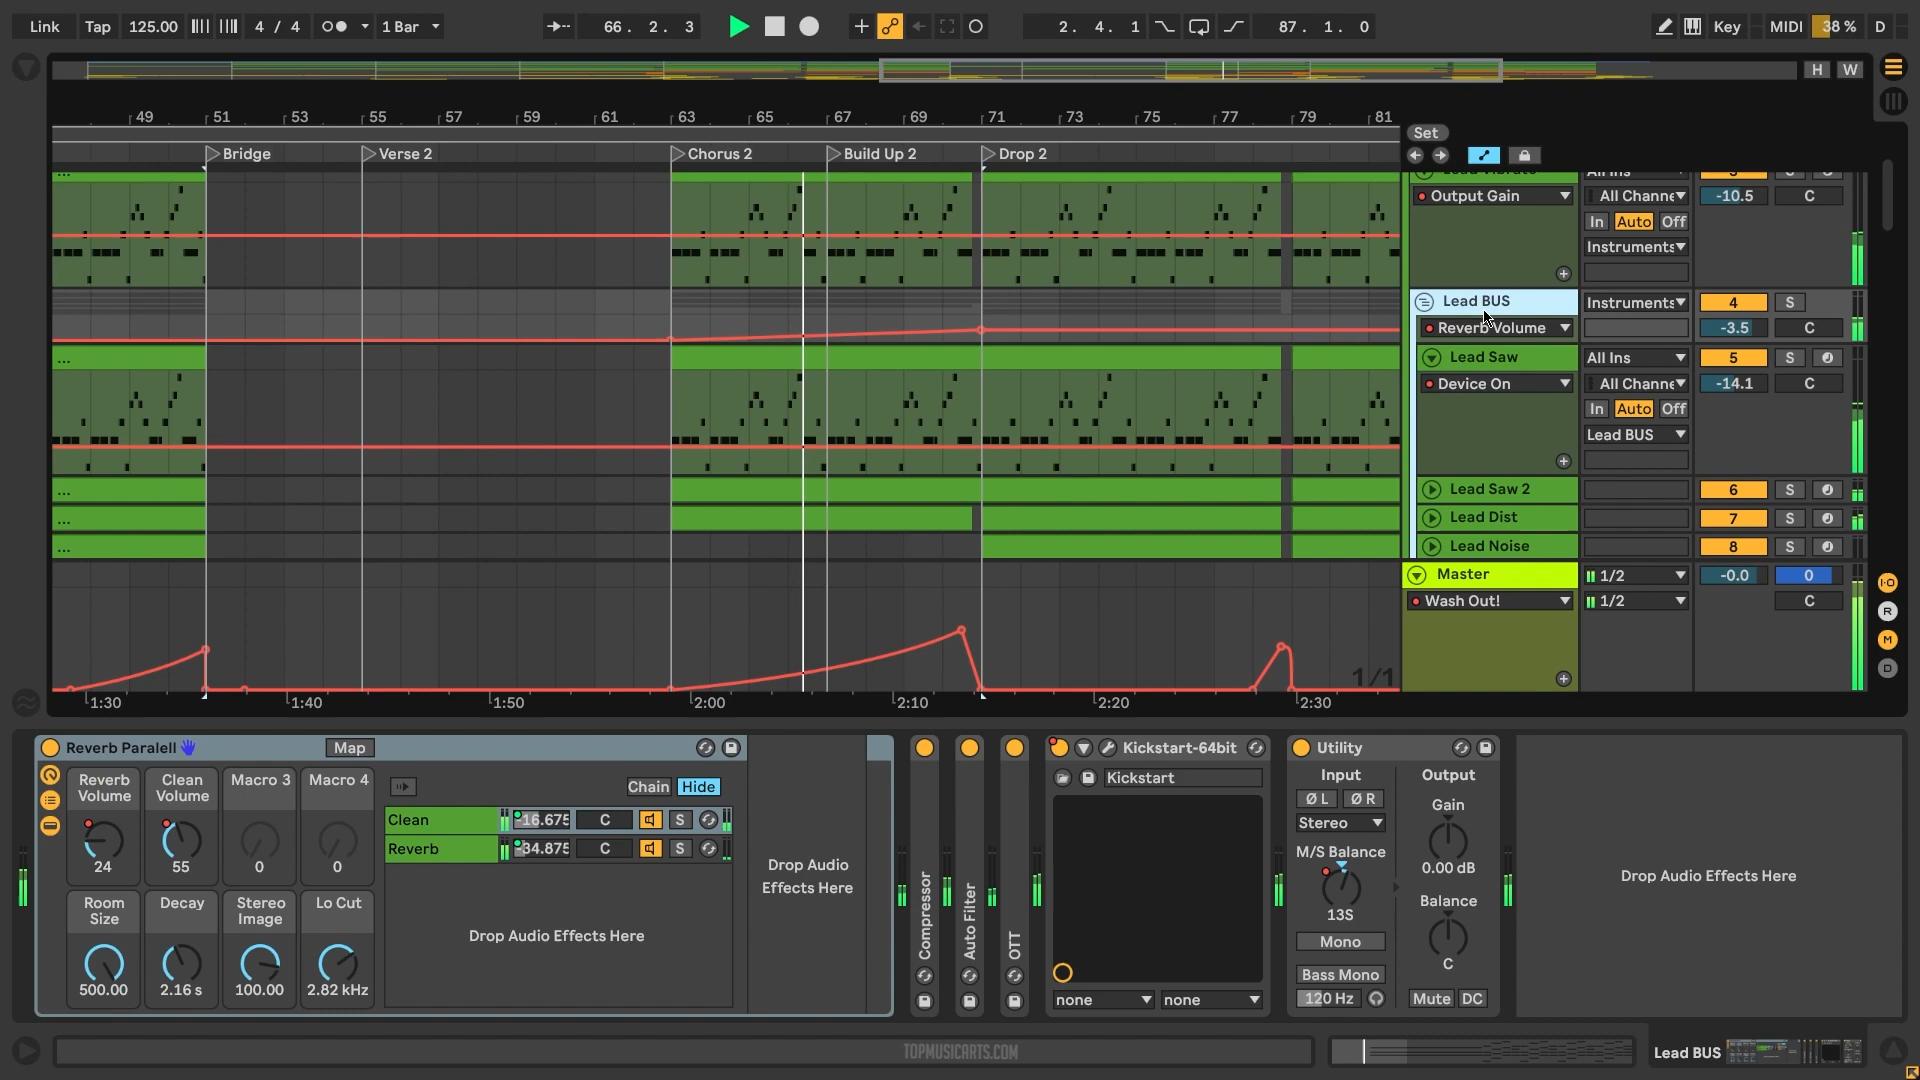 Link Tap 125.00 4 / 4 1 Bar 66. 2. 3 2. 4. 1 87. 1. 0 Key MIDI 38 % D
H W
49 51 53 55 57 59 61 63 65 67 69 71 73 75 77 79 81
Set
Bridge Verse 2 Chorus 2 Build Up 2 Drop 2
...
Output Gain All Channe -10.5 C
In Auto Off
Instruments
Lead BUS Instruments 4 S
Reverb Volume -3.5 C
... Lead Saw All Ins 5 S
Device On All Channe -14.1 C
In Auto Off
Lead BUS
... Lead Saw 2 6 S
... Lead Dist 7 S
... Lead Noise 8 S
Master 1/2 -0.0 0
Wash Out! 1/2 C
1/1
1:30 1:40 1:50 2:00 2:10 2:20 2:30
I·O
R
M
D
Reverb Paralell Map
Reverb Volume Clean Volume Macro 3 Macro 4
24 55 0 0
Room Size Decay Stereo Image Lo Cut
500.00 2.16 s 100.00 2.82 kHz
Chain Hide
Clean -16.675 C S
Reverb -34.875 C S
Drop Audio Effects Here
Drop Audio
Effects Here
Compressor
Auto Filter
OTT
Kickstart-64bit
Kickstart
none none
Utility
Input Output
Ø L Ø R Gain
Stereo
M/S Balance 0.00 dB
13S Balance
Mono
Bass Mono C
120 Hz Mute DC
Drop Audio Effects Here
TOPMUSICARTS.COM
Lead BUS